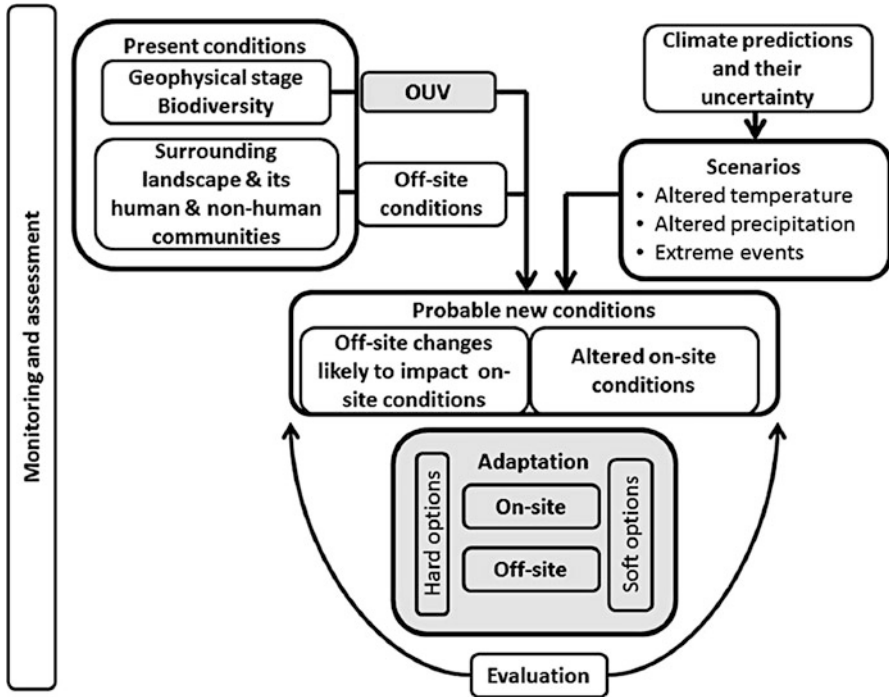 Monitoring and assessment
Present conditions
Geophysical stage
Biodiversity
Surrounding
landscape & its
human & non-human
communities
OUV
Off-site
conditions
Climate predictions
and their
uncertainty
Scenarios
• Altered temperature
• Altered precipitation
• Extreme events
Probable new conditions
Off-site changes
likely to impact on-
site conditions
Altered on-site
conditions
Adaptation
Hard options
On-site
Off-site
Soft options
Evaluation